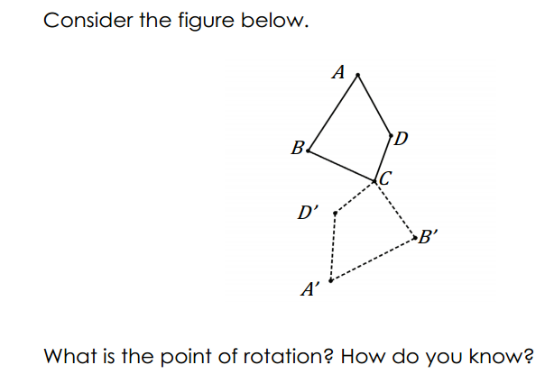 Consider the figure below.
A
B
D
C
D'
B'
A'
What is the point of rotation? How do you know?